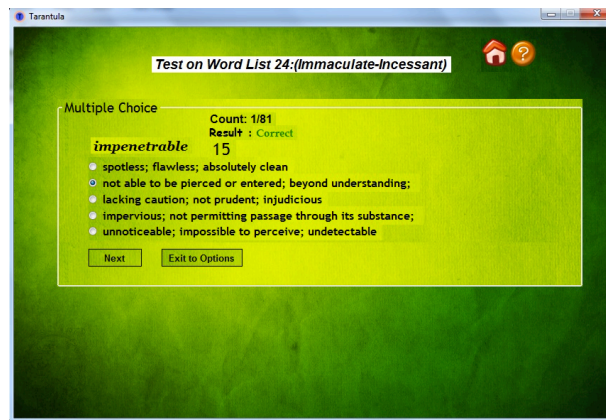 Tarantula
Test on Word List 24:(Immaculate-Incessant)
?
Multiple Choice
Count: 1/81
Result : Correct
impenetrable 15
spotless; flawless; absolutely clean
not able to be pierced or entered; beyond understanding;
lacking caution; not prudent; injudicious
impervious; not permitting passage through its substance;
unnoticeable; impossible to perceive; undetectable
Next Exit to Options